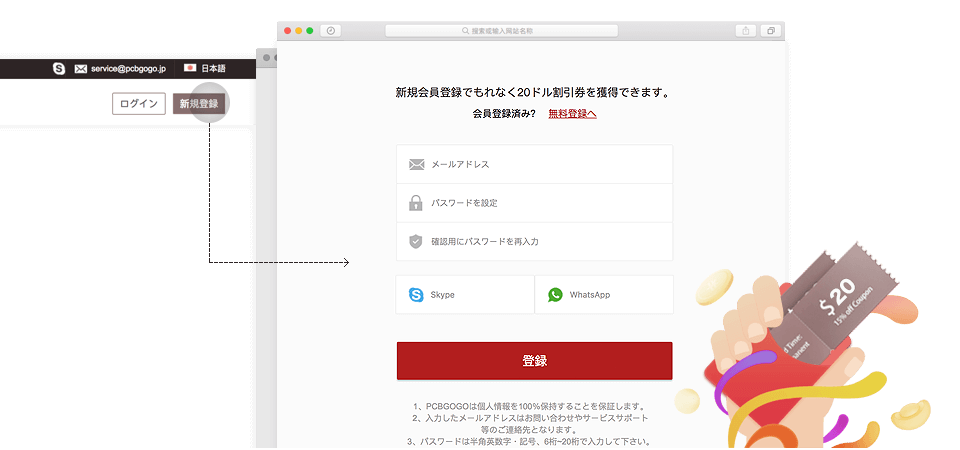 service@pcbgogo.jp
日本語
ログイン
新規登録
搜索或输入网站名称
新規会員登録でもれなく20ドル割引券を獲得できます。
会員登録済み? 無料登録へ
メールアドレス
パスワードを設定
確認用にパスワードを再入力
Skype
WhatsApp
登録
1、PCBGOGOは個人情報を100%保持することを保証します。
2、入力したメールアドレスはお問い合わせやサービスサポート
等のご連絡先となります。
3、パスワードは半角英数字・記号、6桁~20桁で入力して下さい。
$20
15% off Coupon
d Time: